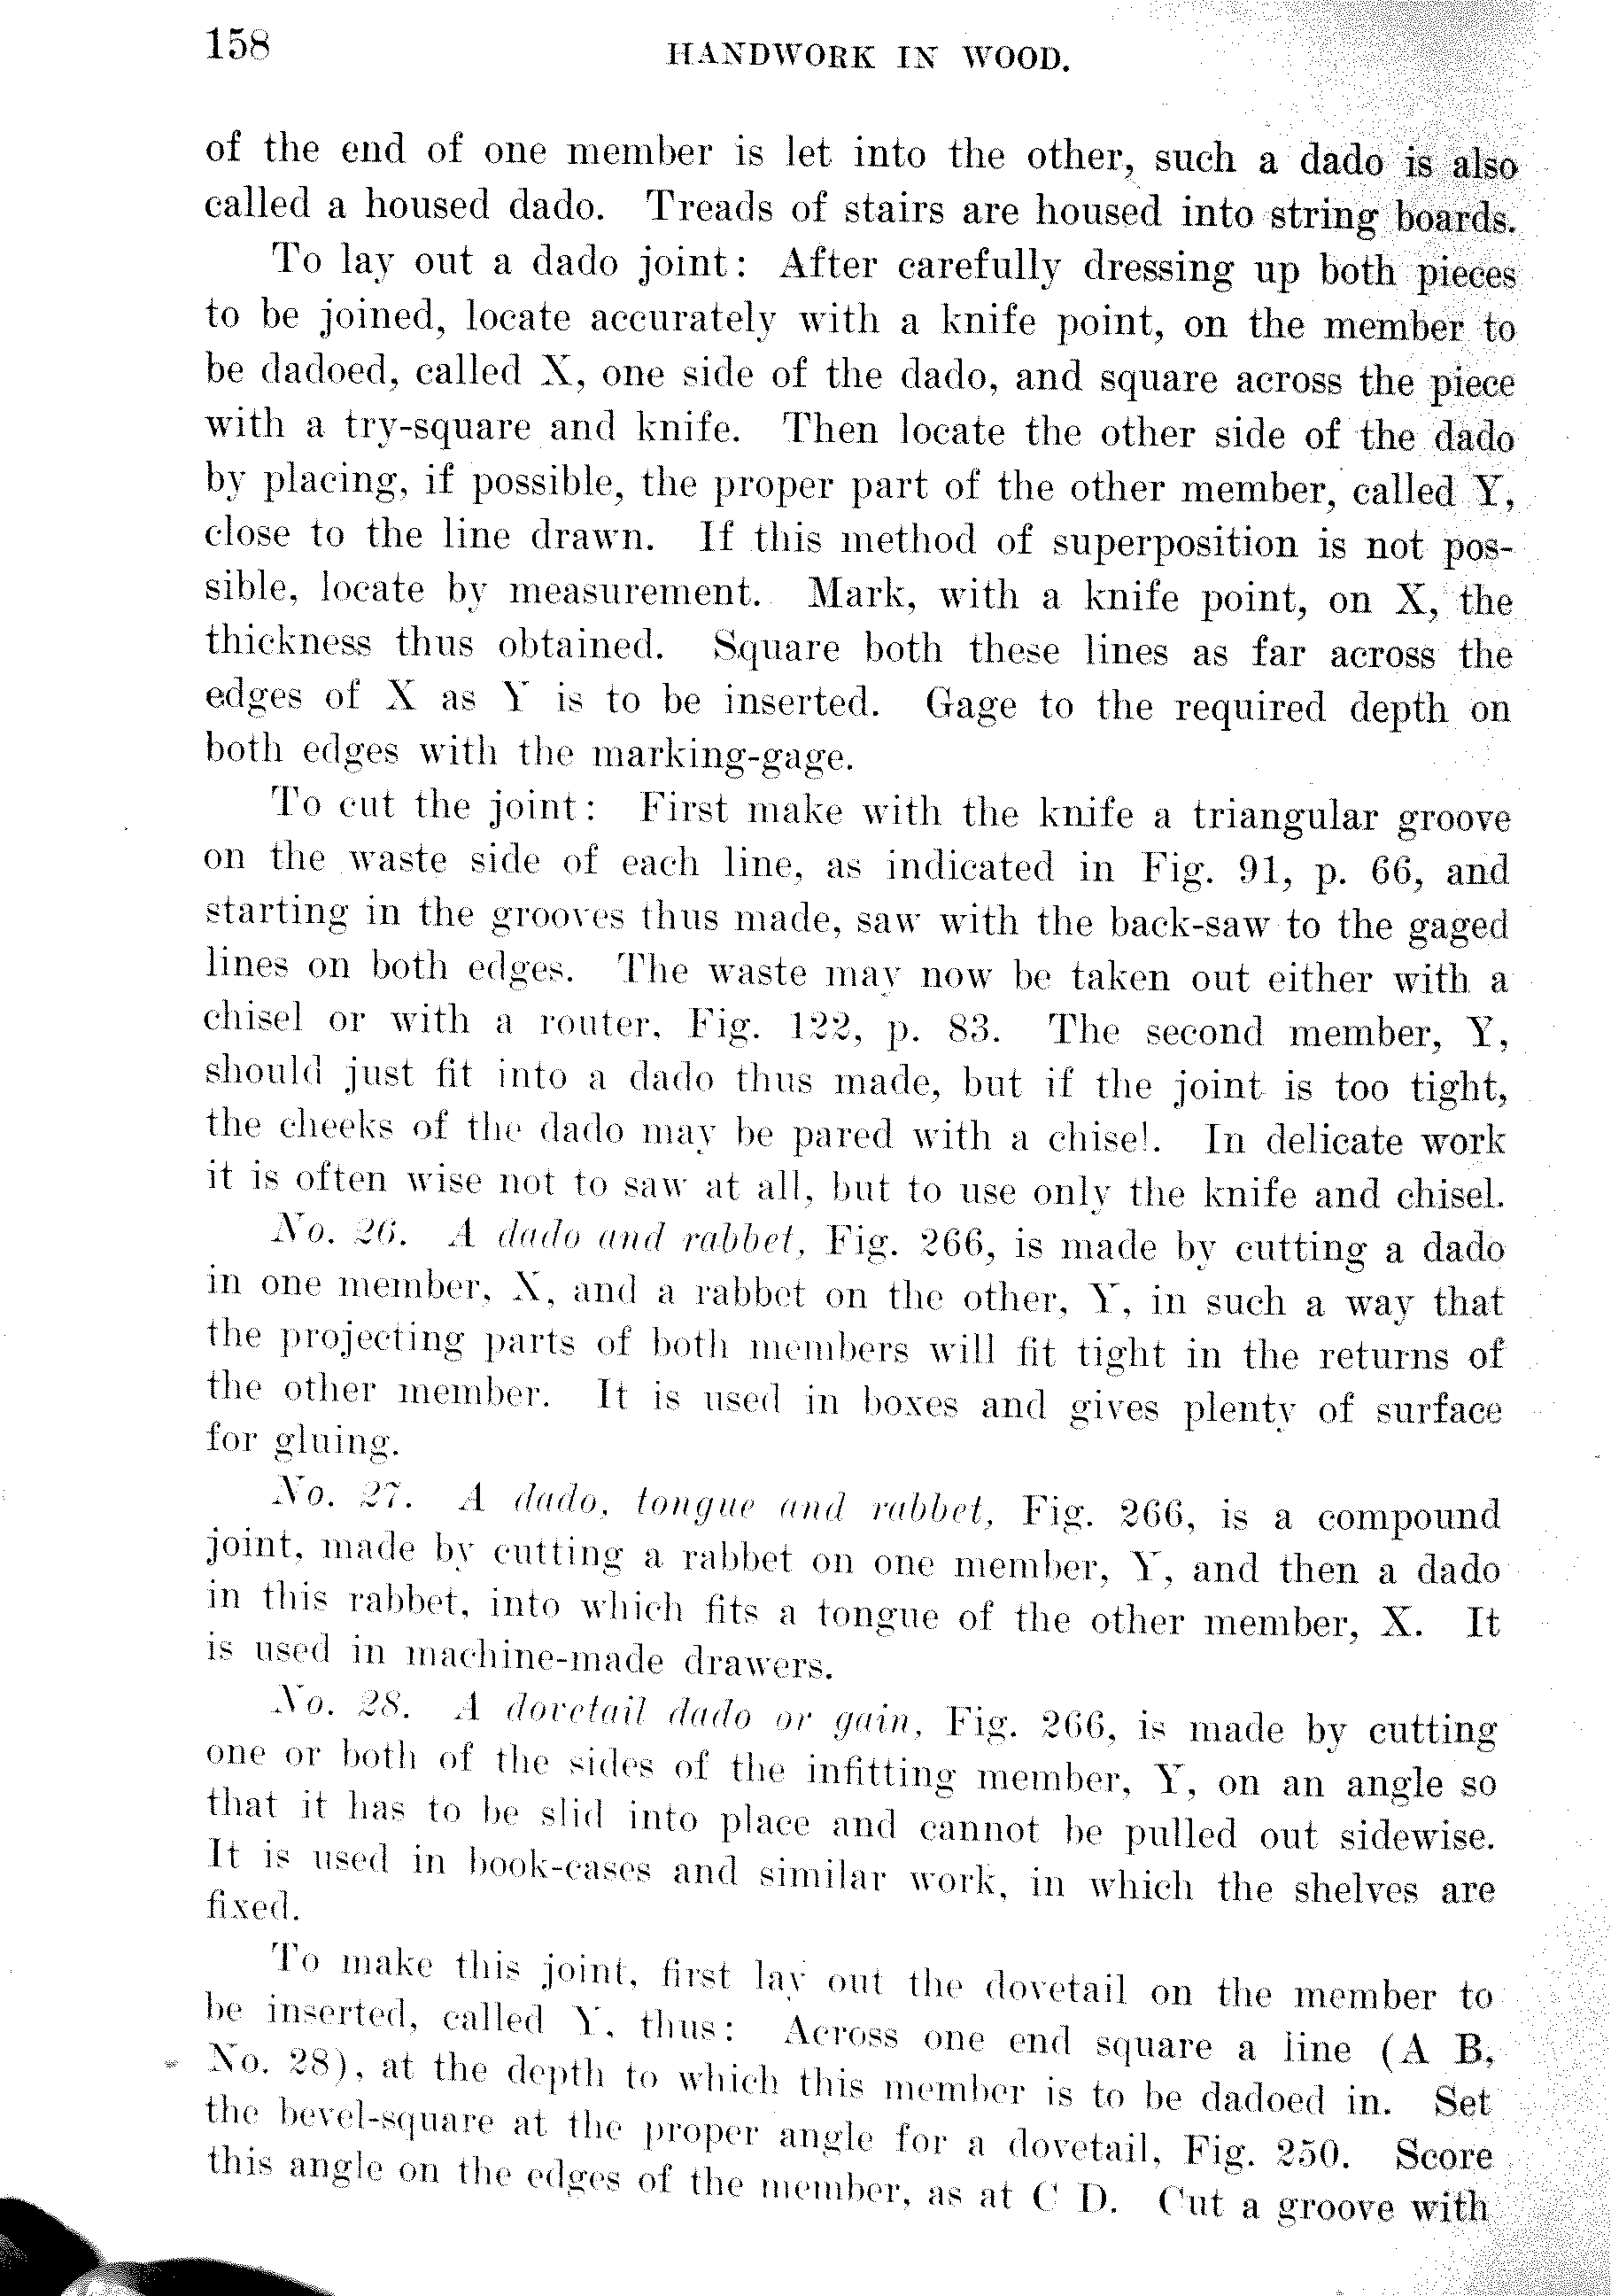 158
HANDWORK IN WOOD.
of the end of one member is let into the other, such a dado is also
called a housed dado. Treads of stairs are housed into string boards.
To lay out a dado joint: After carefully dressing up both pieces
to be joined, locate accurately with a knife point, on the member to
be dadoed, called X, one side of the dado, and square across the piece
with a try-square and knife. Then locate the other side of the dado
by placing, if possible, the proper part of the other member, called Y,
close to the line drawn. If this method of superposition is not pos-
sible, locate by measurement. Mark, with a knife point, on X, the
thickness thus obtained. Square both these lines as far across the
edges of X as Y is to be inserted. Gage to the required depth on
both edges with the marking-gage.
To cut the joint: First make with the knife a triangular groove
on the waste side of each line, as indicated in Fig. 91, p. 66, and
starting in the grooves thus made, saw with the back-saw to the gaged
lines on both edges. The waste may now be taken out either with a
chisel or with a router, Fig. 122, p. 83. The second member, Y,
should just fit into a dado thus made, but if the joint is too tight,
the cheeks of the dado may be pared with a chisel. In delicate work
it is often wise not to saw at all, but to use only the knife and chisel.
No. 26. A dado and rabbet, Fig. 266, is made by cutting a dado
in one member, X, and a rabbet on the other, Y, in such a way that
the projecting parts of both members will fit tight in the returns of
the other member. It is used in boxes and gives plenty of surface
for gluing.
No. 27. A dado, tongue and rabbet, Fig. 266, is a compound
joint, made by cutting a rabbet on one member, Y, and then a dado
in this rabbet, into which fits a tongue of the other member, X. It
is used in machine-made drawers.
No. 28. A dovetail dado or gain, Fig. 266, is made by cutting
one or both of the sides of the infitting member, Y, on an angle so
that it has to be slid into place and cannot be pulled out sidewise.
It is used in book-cases and similar work, in which the shelves are
fixed.
To make this joint, first lay out the dovetail on the member to
be inserted, called Y, thus: Across one end square a line (A B,
No. 28), at the depth to which this member is to be dadoed in. Set
the bevel-square at the proper angle for a dovetail, Fig. 250. Score
this angle on the edges of the member, as at C D. Cut a groove with